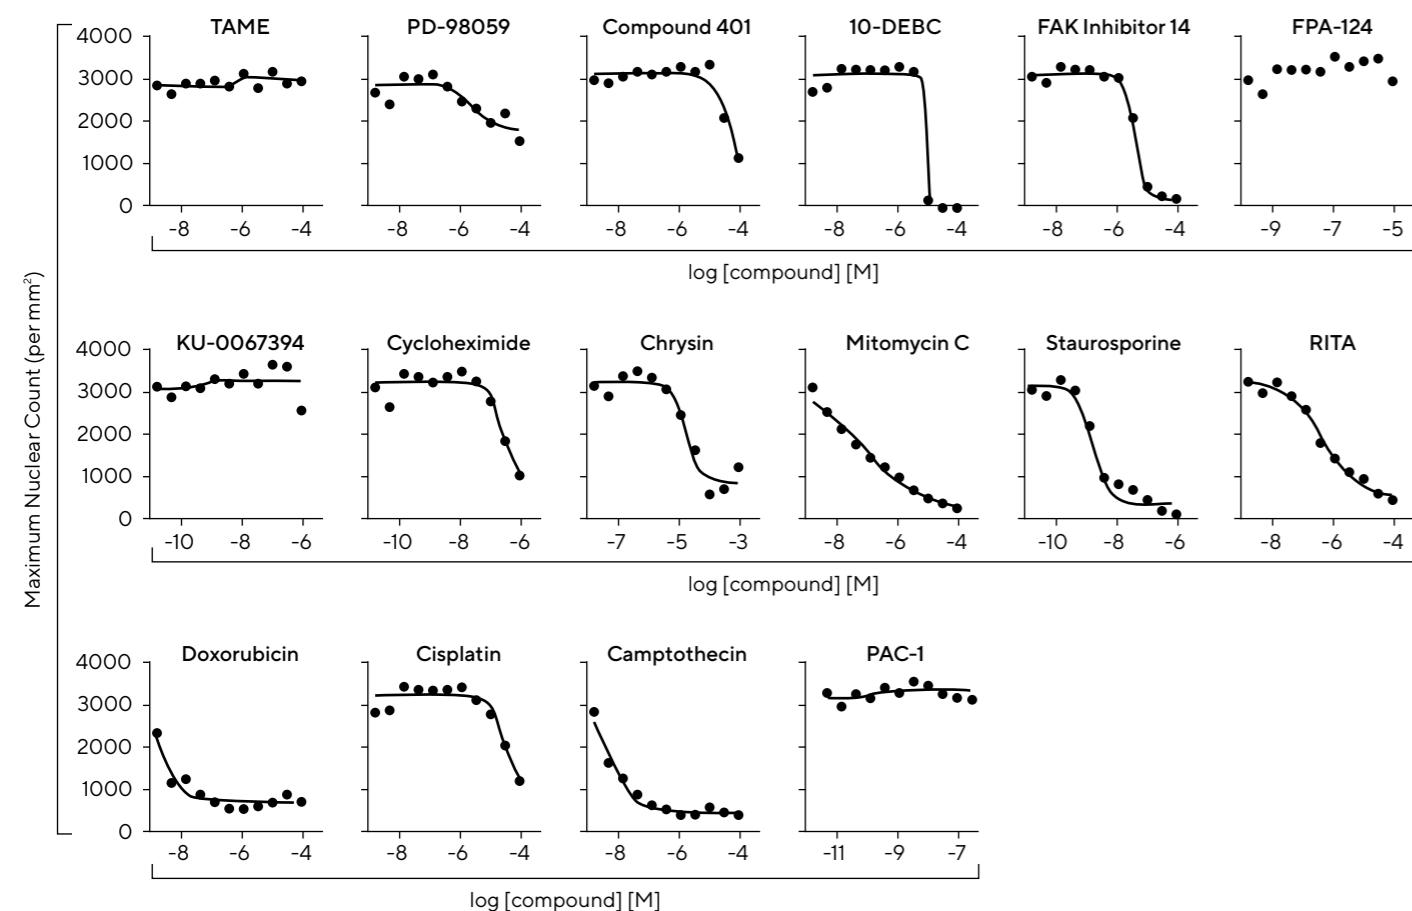 Maximum Nuclear Count (per mm²)
TAME PD-98059 Compound 401 10-DEBC FAK Inhibitor 14 FPA-124
4000
3000
2000
1000
0
-8 -6 -4 -8 -6 -4 -8 -6 -4 -8 -6 -4 -8 -6 -4 -9 -7 -5
log [compound] [M]
KU-0067394 Cycloheximide Chrysin Mitomycin C Staurosporine RITA
4000
3000
2000
1000
0
-10 -8 -6 -10 -8 -6 -7 -5 -3 -8 -6 -4 -10 -8 -6 -8 -6 -4
log [compound] [M]
Doxorubicin Cisplatin Camptothecin PAC-1
4000
3000
2000
1000
0
-8 -6 -4 -8 -6 -4 -8 -6 -4 -11 -9 -7
log [compound] [M]